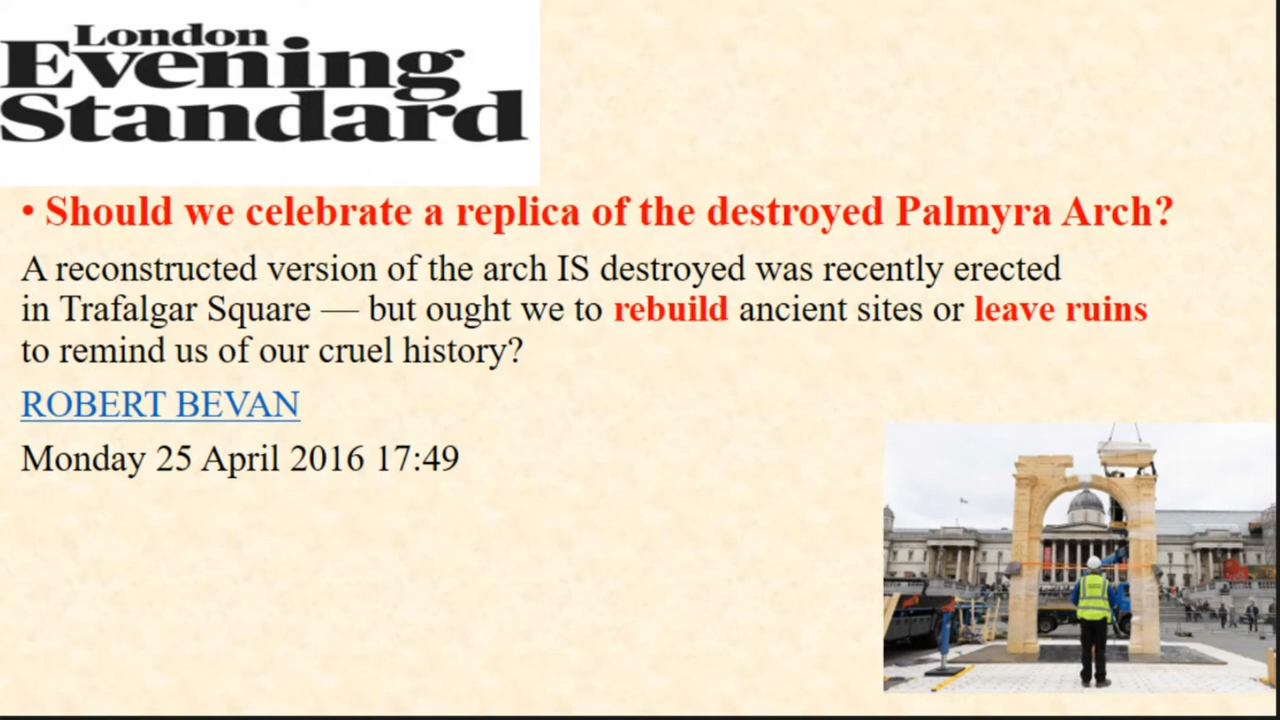 London
Evening
Standard
• Should we celebrate a replica of the destroyed Palmyra Arch?
A reconstructed version of the arch IS destroyed was recently erected
in Trafalgar Square — but ought we to rebuild ancient sites or leave ruins
to remind us of our cruel history?
ROBERT BEVAN
Monday 25 April 2016 17:49